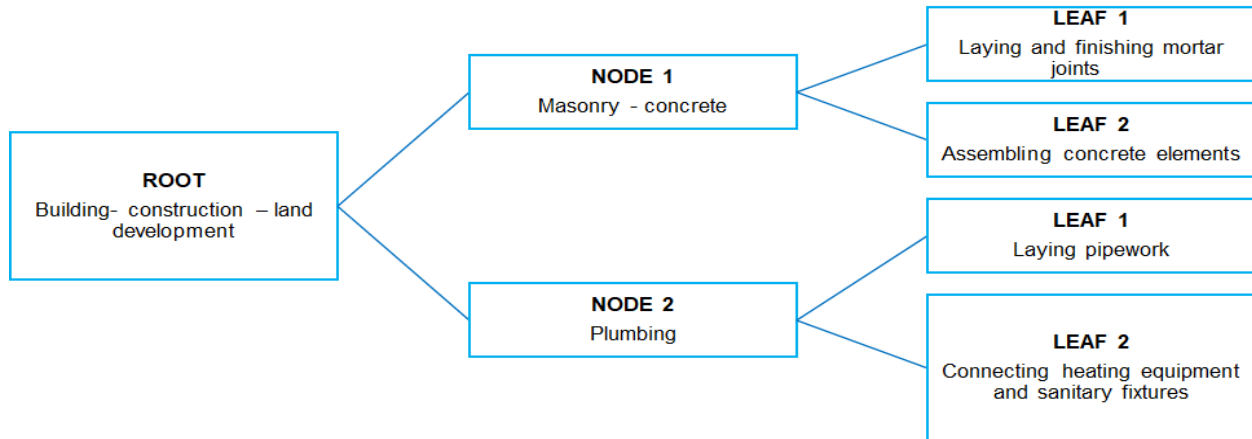 ROOT
Building- construction – land
development
NODE 1
Masonry - concrete
LEAF 1
Laying and finishing mortar
joints
LEAF 2
Assembling concrete elements
NODE 2
Plumbing
LEAF 1
Laying pipework
LEAF 2
Connecting heating equipment
and sanitary fixtures